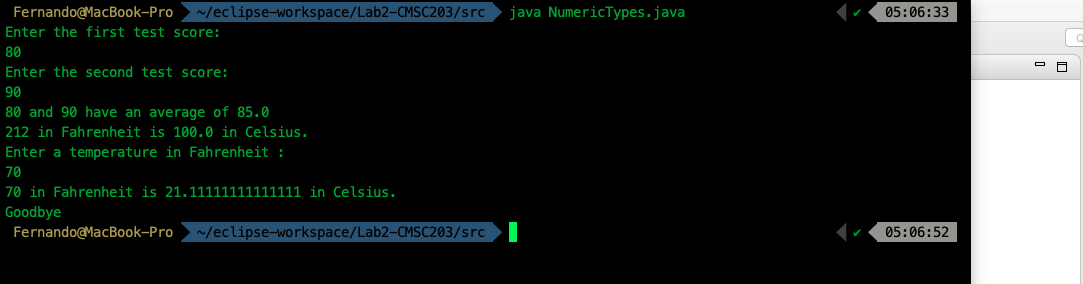 Fernando@MacBook-Pro ~/eclipse-workspace/Lab2-CMSC203/src java NumericTypes.java ✔ 05:06:33
Enter the first test score:
80
Enter the second test score:
90
80 and 90 have an average of 85.0
212 in Fahrenheit is 100.0 in Celsius.
Enter a temperature in Fahrenheit :
70
70 in Fahrenheit is 21.11111111111111 in Celsius.
Goodbye
Fernando@MacBook-Pro ~/eclipse-workspace/Lab2-CMSC203/src ✔ 05:06:52